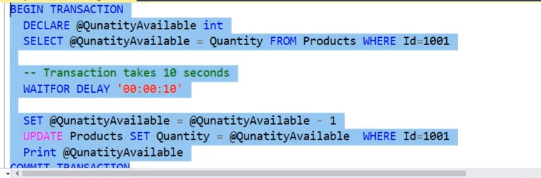 BEGIN TRANSACTION
DECLARE @QunatityAvailable int
SELECT @QunatityAvailable = Quantity FROM Products WHERE Id=1001
-- Transaction takes 10 seconds
WAITFOR DELAY '00:00:10'
SET @QunatityAvailable = @QunatityAvailable - 1
UPDATE Products SET Quantity = @QunatityAvailable WHERE Id=1001
Print @QunatityAvailable
COMMIT TRANSACTION